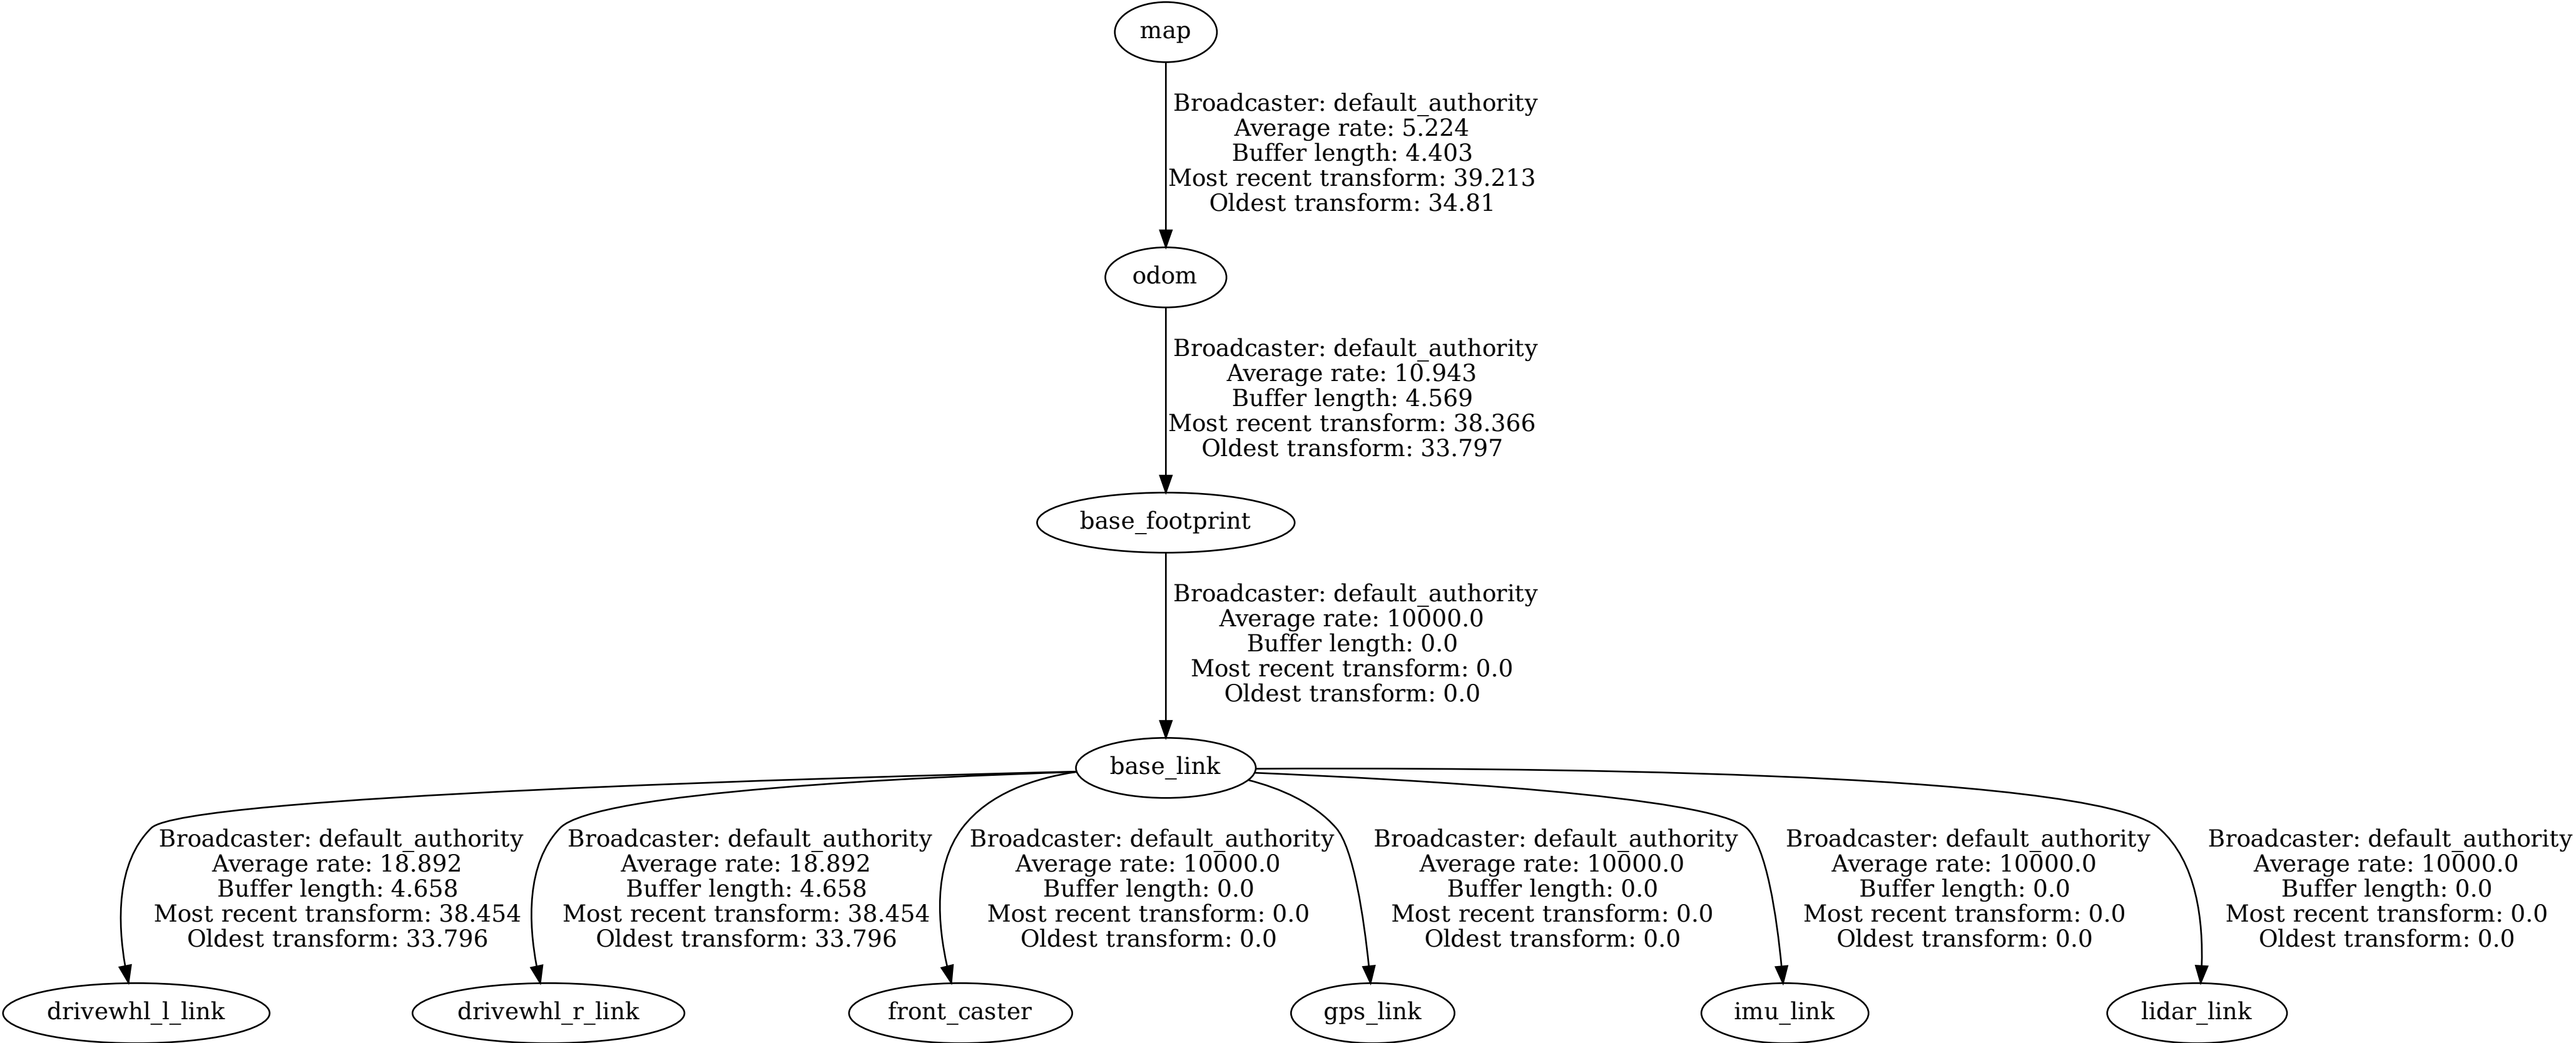 map
Broadcaster: default_authority
Average rate: 5.224
Buffer length: 4.403
Most recent transform: 39.213
Oldest transform: 34.81
odom
Broadcaster: default_authority
Average rate: 10.943
Buffer length: 4.569
Most recent transform: 38.366
Oldest transform: 33.797
base_footprint
Broadcaster: default_authority
Average rate: 10000.0
Buffer length: 0.0
Most recent transform: 0.0
Oldest transform: 0.0
base_link
Broadcaster: default_authority
Average rate: 18.892
Buffer length: 4.658
Most recent transform: 38.454
Oldest transform: 33.796
Broadcaster: default_authority
Average rate: 18.892
Buffer length: 4.658
Most recent transform: 38.454
Oldest transform: 33.796
Broadcaster: default_authority
Average rate: 10000.0
Buffer length: 0.0
Most recent transform: 0.0
Oldest transform: 0.0
Broadcaster: default_authority
Average rate: 10000.0
Buffer length: 0.0
Most recent transform: 0.0
Oldest transform: 0.0
Broadcaster: default_authority
Average rate: 10000.0
Buffer length: 0.0
Most recent transform: 0.0
Oldest transform: 0.0
Broadcaster: default_authority
Average rate: 10000.0
Buffer length: 0.0
Most recent transform: 0.0
Oldest transform: 0.0
drivewhl_l_link
drivewhl_r_link
front_caster
gps_link
imu_link
lidar_link